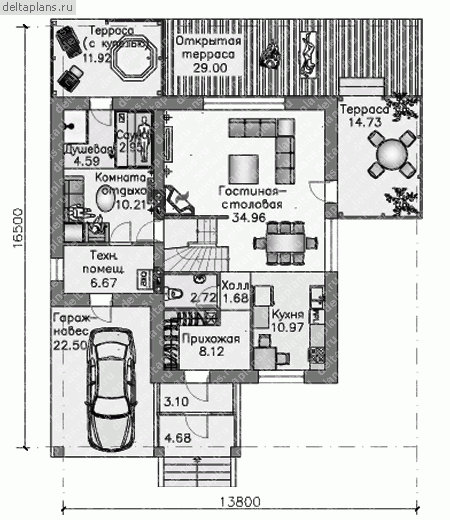 deltaplans.ru
Терраса
(с купелью)
11.92
Открытая
терраса
29.00
Терраса
14.73
Душевая
4.59
Сауна
2.95
Комната
отдыха
10.21
Гостиная-
столовая
34.96
Техн.
помещ.
6.67
2.72
Холл
1.68
Кухня
10.97
Гараж-
навес
22.50
Прихожая
8.12
3.10
4.68
16500
13800